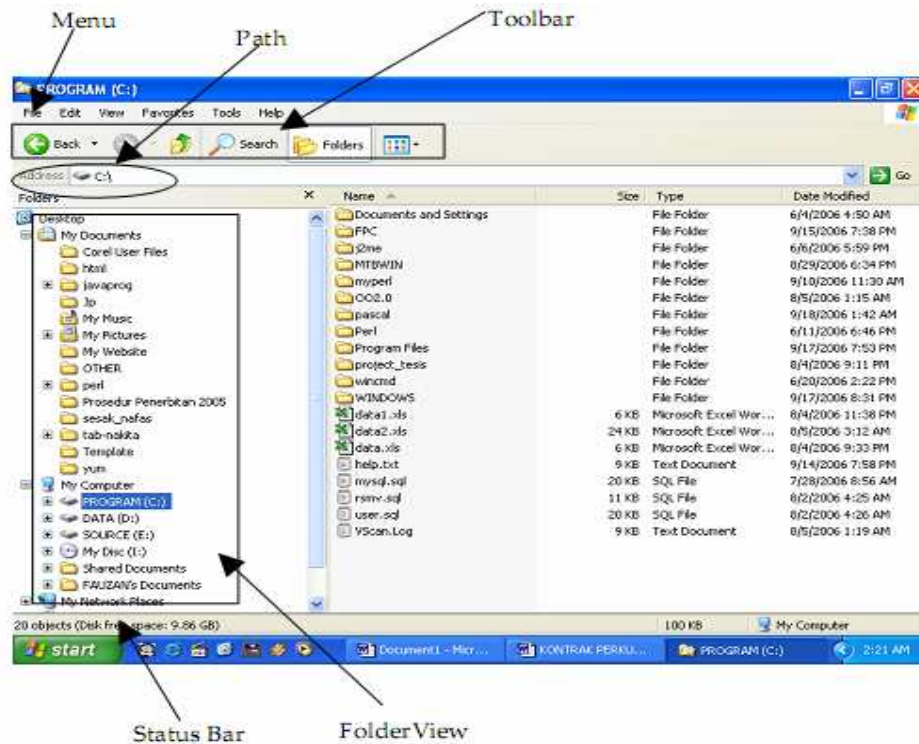 Menu
Path
Toolbar
PROGRAM (C:)
File Edit View Favorites Tools Help
Back Search Folders
Address C:\ Go
Folders
Name Size Type Date Modified
Desktop
My Documents
Corel User Files
html
javaprog
Jp
My Music
My Pictures
My Website
OTHER
perl
Prosedur Penerbitan 2005
sesak_nafas
tab-nakita
Template
yum
My Computer
PROGRAM (C:)
DATA (D:)
SOURCE (E:)
My Disc (I:)
Shared Documents
FAUZAN's Documents
My Network Places
Documents and Settings File Folder 6/4/2006 4:50 AM
FPC File Folder 9/15/2006 7:38 PM
j2me File Folder 6/6/2006 5:59 PM
MTBWIN File Folder 8/29/2006 6:34 PM
myperl File Folder 9/10/2006 11:30 AM
OO2.0 File Folder 8/5/2006 1:15 AM
pascal File Folder 9/18/2006 1:42 AM
Perl File Folder 6/11/2006 6:46 PM
Program Files File Folder 9/17/2006 7:53 PM
project_tesis File Folder 8/4/2006 9:11 PM
wincmd File Folder 6/20/2006 2:22 PM
WINDOWS File Folder 9/17/2006 8:31 PM
data1.xls 6 KB Microsoft Excel Wor... 8/4/2006 11:38 PM
data2.xls 24 KB Microsoft Excel Wor... 8/5/2006 3:12 AM
data.xls 6 KB Microsoft Excel Wor... 8/4/2006 9:33 PM
help.txt 9 KB Text Document 9/14/2006 7:58 PM
mysql.sql 20 KB SQL File 7/28/2006 8:56 AM
rsmv.sql 11 KB SQL File 8/2/2006 4:25 AM
user.sql 20 KB SQL File 8/2/2006 4:26 AM
VScan.Log 9 KB Text Document 8/5/2006 1:19 AM
20 objects (Disk free space: 9.86 GB) 100 KB My Computer
start Document1 - Micr... KONTRAK PERKU... PROGRAM (C:) 2:21 AM
Status Bar
Folder View